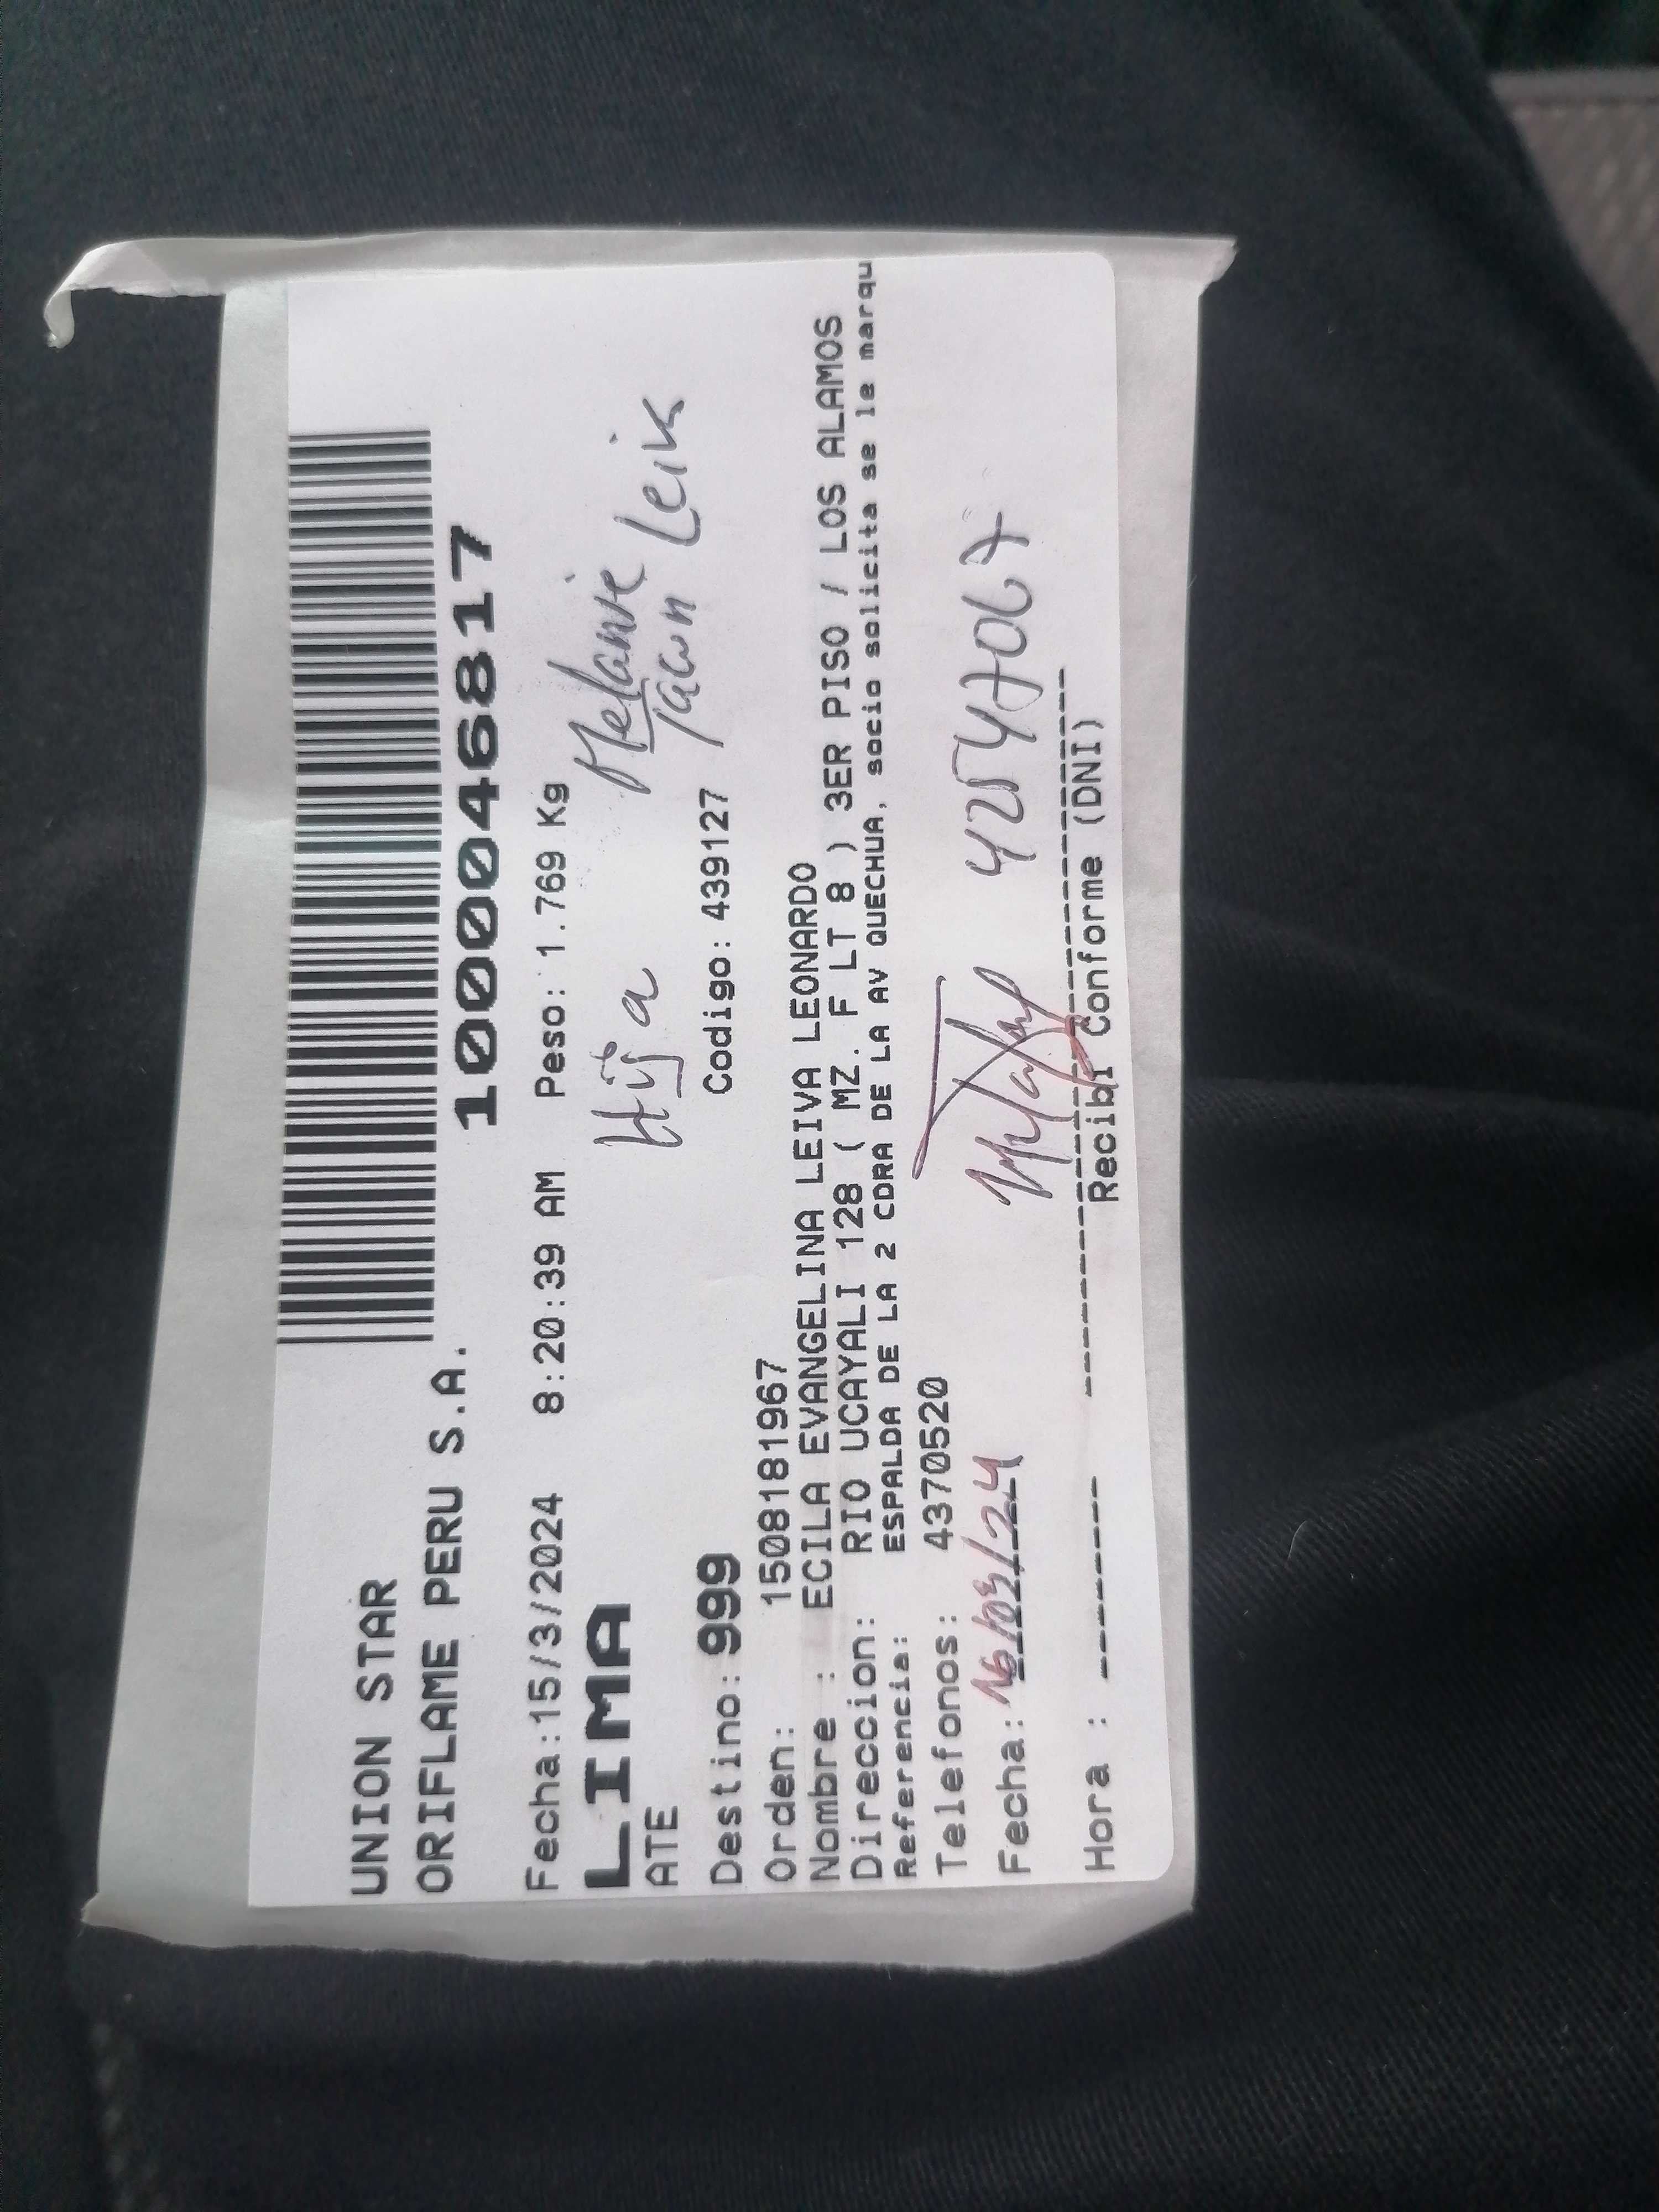 UNION STAR
ORIFLAME PERU S.A.
1000046817
Fecha:15/3/2024 8:20:39 AM Peso: 1.769 Kg
LIMA
ATE
Hija
Melanie
Destino: 999 Codigo: 439127
Orden: 1508181967
Nombre : ECILA EVANGELINA LEIVA LEONARDO
Direccion: RIO UCAYALI 128 ( MZ. F LT 8 ) 3ER PISO / LOS ALAMOS
Referencia: ESPALDA DE LA 2 CDRA DE LA AV QUECHUA, socio solicita se le marqu
Telefonos: 4370520
Fecha: 16/03/24
42547067
Hora :
Recibi Conforme (DNI)